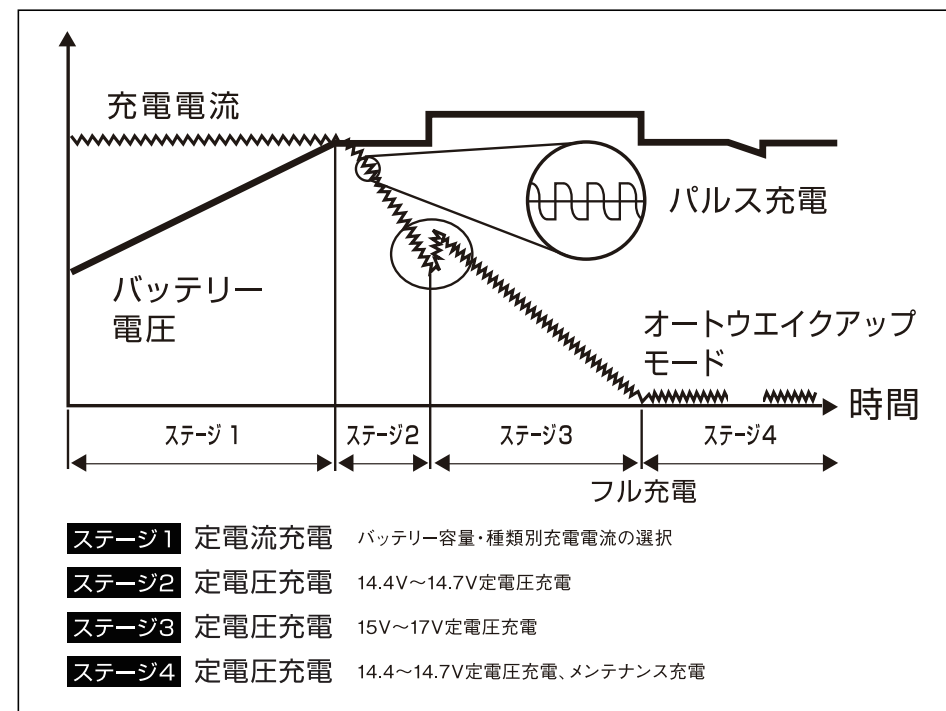 充電電流
パルス充電
バッテリー
電圧
オートウエイクアップ
モード
時間
ステージ1 ステージ2 ステージ3 ステージ4
フル充電
ステージ1 定電流充電 バッテリー容量・種類別充電電流の選択
ステージ2 定電圧充電 14.4V〜14.7V定電圧充電
ステージ3 定電圧充電 15V〜17V定電圧充電
ステージ4 定電圧充電 14.4〜14.7V定電圧充電、メンテナンス充電